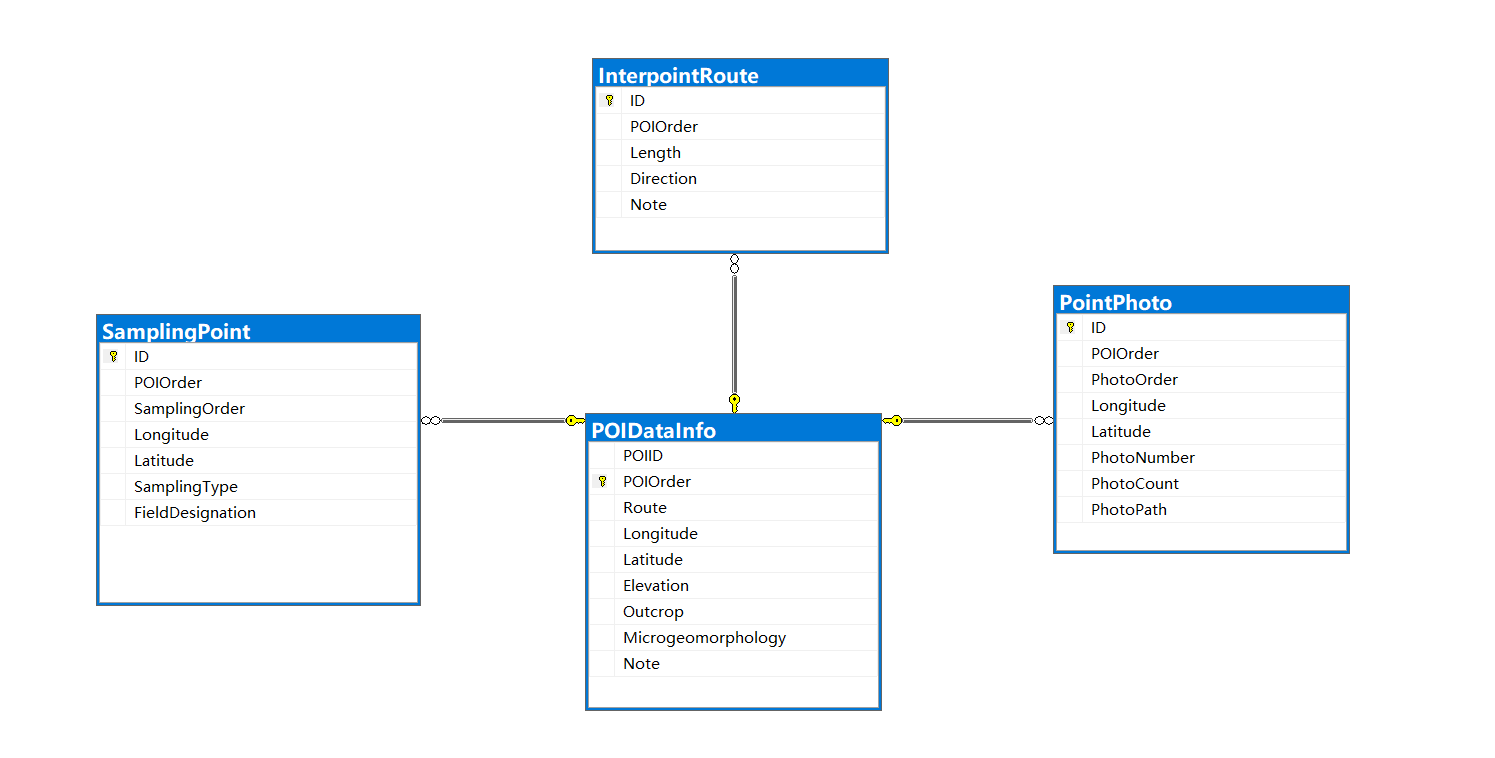 InterpointRoute
ID
POIOrder
Length
Direction
Note
SamplingPoint
ID
POIOrder
SamplingOrder
Longitude
Latitude
SamplingType
FieldDesignation
POIDataInfo
POIID
POIOrder
Route
Longitude
Latitude
Elevation
Outcrop
Microgeomorphology
Note
PointPhoto
ID
POIOrder
PhotoOrder
Longitude
Latitude
PhotoNumber
PhotoCount
PhotoPath